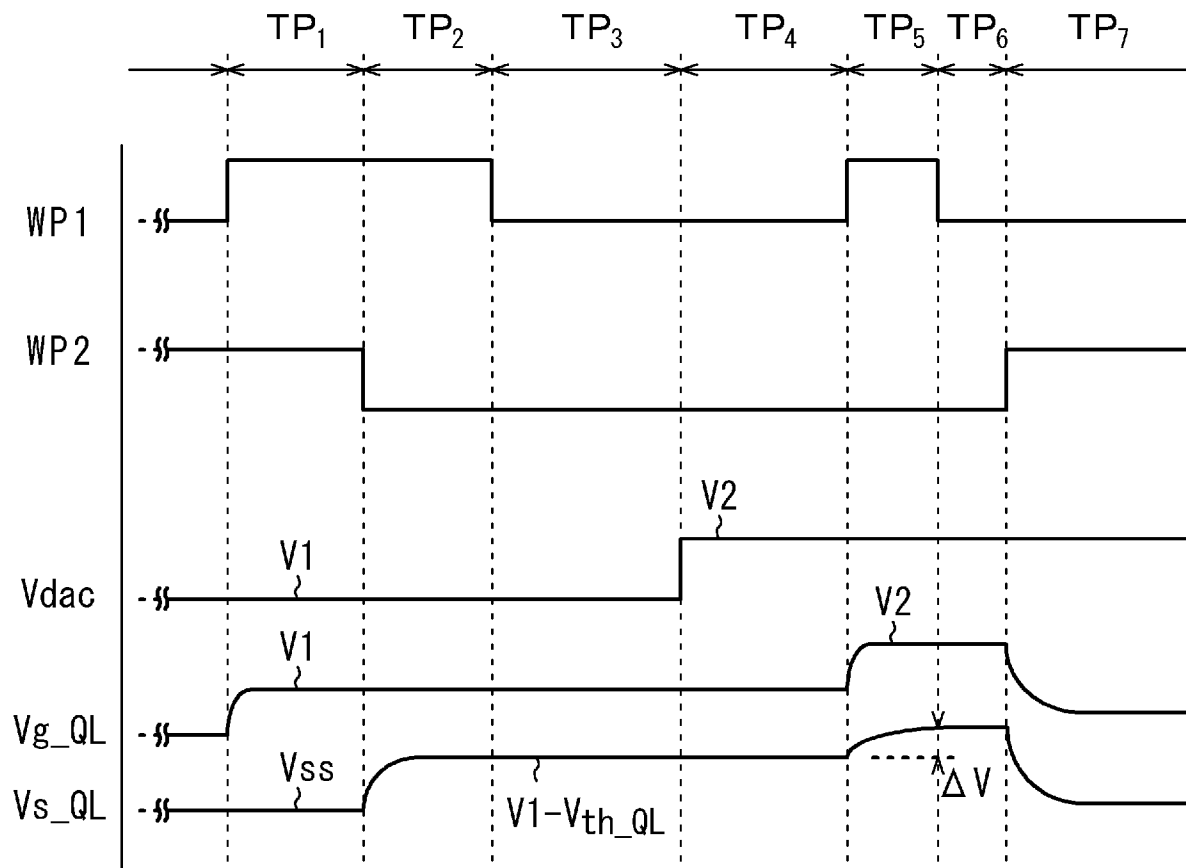 TP₁ TP₂ TP₃ TP₄ TP₅ TP₆ TP₇
WP1
WP2
V2
V1
Vdac
V2
V1
Vg_QL
Vss
ΔV
Vs_QL
V1-Vth_QL